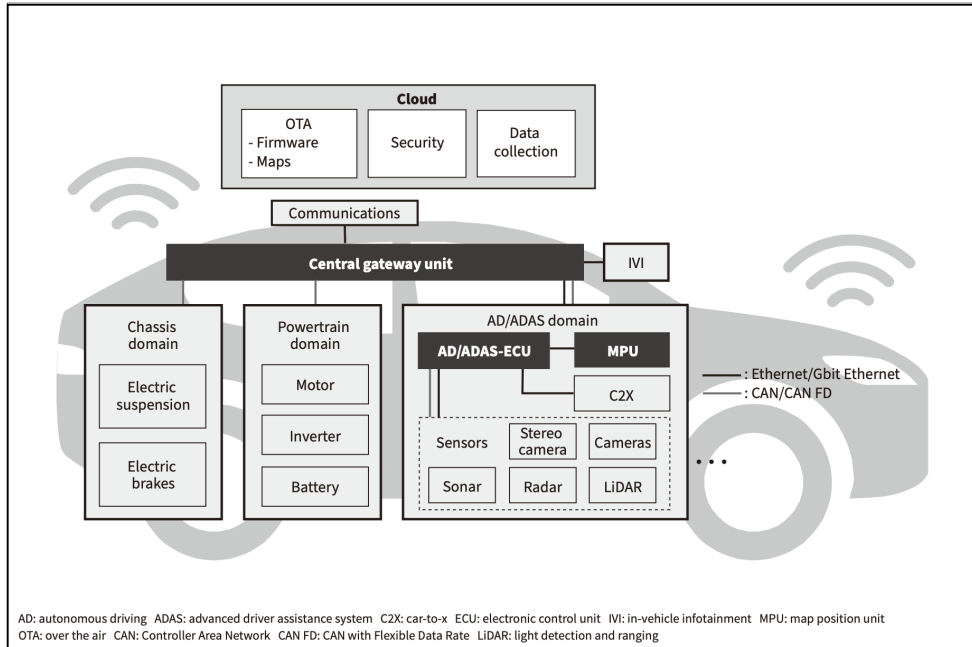 Cloud
OTA
- Firmware
- Maps
Security
Data
collection
Communications
Central gateway unit
IVI
Chassis
domain
Electric
suspension
Electric
brakes
Powertrain
domain
Motor
Inverter
Battery
AD/ADAS domain
AD/ADAS-ECU
MPU
C2X
Sensors
Stereo
camera
Cameras
Sonar
Radar
LiDAR
: Ethernet/Gbit Ethernet
: CAN/CAN FD
AD: autonomous driving ADAS: advanced driver assistance system C2X: car-to-x ECU: electronic control unit IVI: in-vehicle infotainment MPU: map position unit
OTA: over the air CAN: Controller Area Network CAN FD: CAN with Flexible Data Rate LiDAR: light detection and ranging